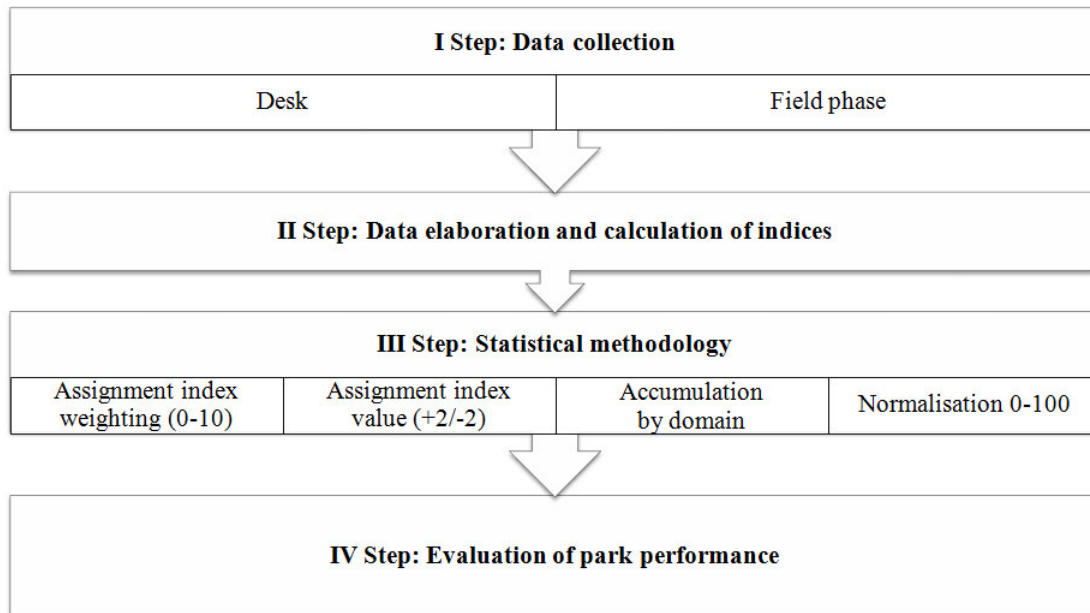 I Step: Data collection
Desk
Field phase
II Step: Data elaboration and calculation of indices
III Step: Statistical methodology
Assignment index
weighting (0-10)
Assignment index
value (+2/-2)
Accumulation
by domain
Normalisation 0-100
IV Step: Evaluation of park performance